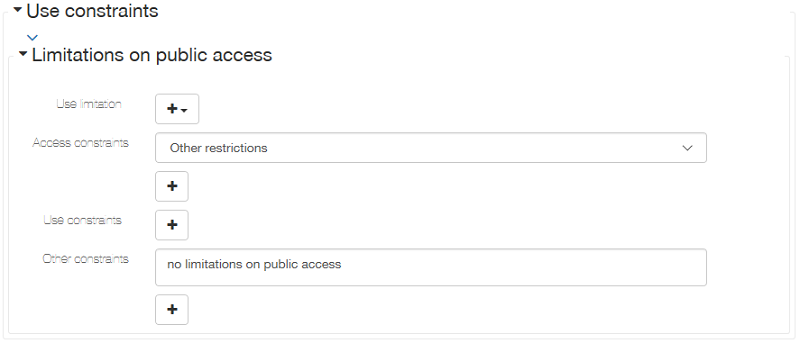 Use constraints
Limitations on public access
Use limitation
Access constraints
Other restrictions
Use constraints
Other constraints
no limitations on public access